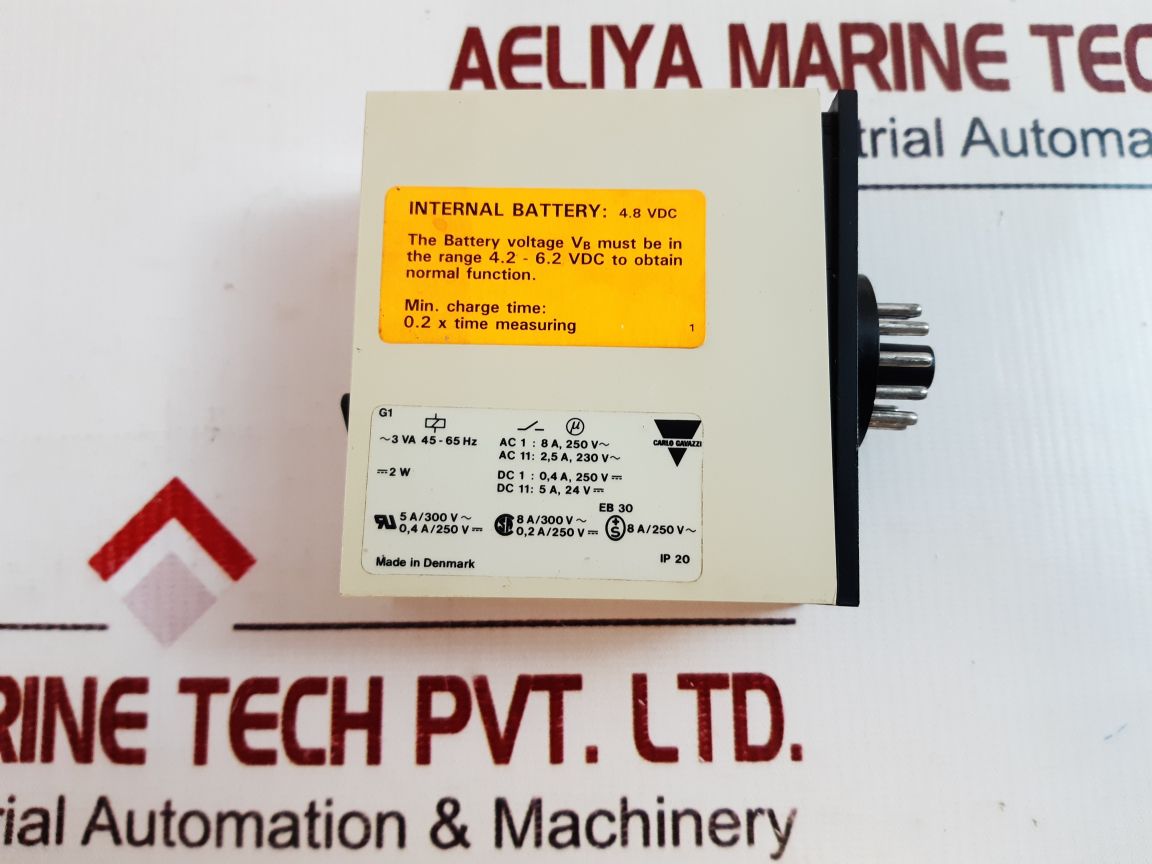 AELIYA MARINE TEC
trial Automa
INTERNAL BATTERY: 4.8 VDC
The Battery voltage VB must be in
the range 4.2 - 6.2 VDC to obtain
normal function.
Min. charge time:
0.2 x time measuring 1
G1
µ
CARLO GAVAZZI
~3 VA 45-65 Hz
AC 1 : 8 A, 250 V~
AC 11: 2,5 A, 230 V~
⎓2 W
DC 1 : 0,4 A, 250 V⎓
DC 11: 5 A, 24 V⎓
EB 30
5 A/300 V~
0,4 A/250 V⎓
8 A/300 V~
0,2 A/250 V⎓
+S
8 A/250 V~
Made in Denmark
IP 20
RINE TECH PVT. LTD.
rial Automation & Machinery